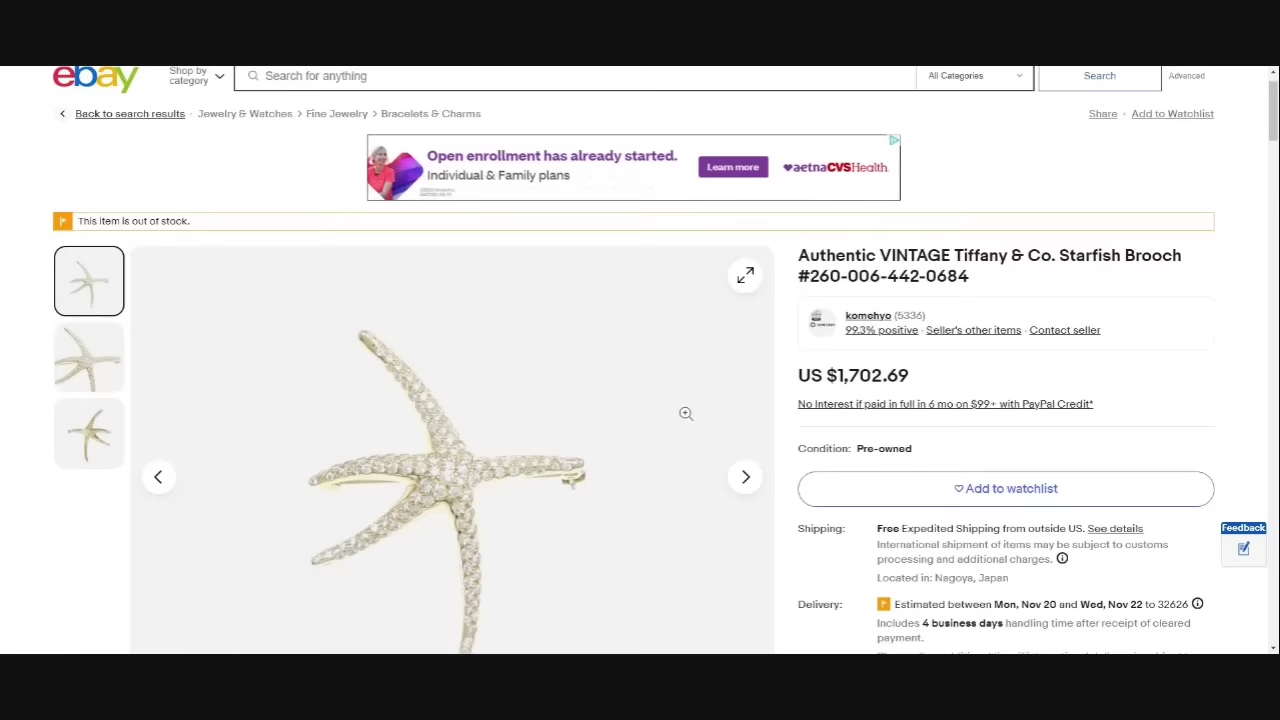 ebay
Shop by
category
Search for anything
All Categories
Search
Advanced
Back to search results · Jewelry & Watches > Fine Jewelry > Bracelets & Charms
Share · Add to Watchlist
Open enrollment has already started.
Individual & Family plans
Learn more
aetna CVSHealth.
This item is out of stock.
Authentic VINTAGE Tiffany & Co. Starfish Brooch
#260-006-442-0684
komehyo (5336)
99.3% positive · Seller's other items · Contact seller
US $1,702.69
No Interest if paid in full in 6 mo on $99+ with PayPal Credit*
Condition: Pre-owned
Add to watchlist
Shipping: Free Expedited Shipping from outside US. See details
International shipment of items may be subject to customs
processing and additional charges.
Located in: Nagoya, Japan
Feedback
Delivery: Estimated between Mon, Nov 20 and Wed, Nov 22 to 32626
Includes 4 business days handling time after receipt of cleared
payment.